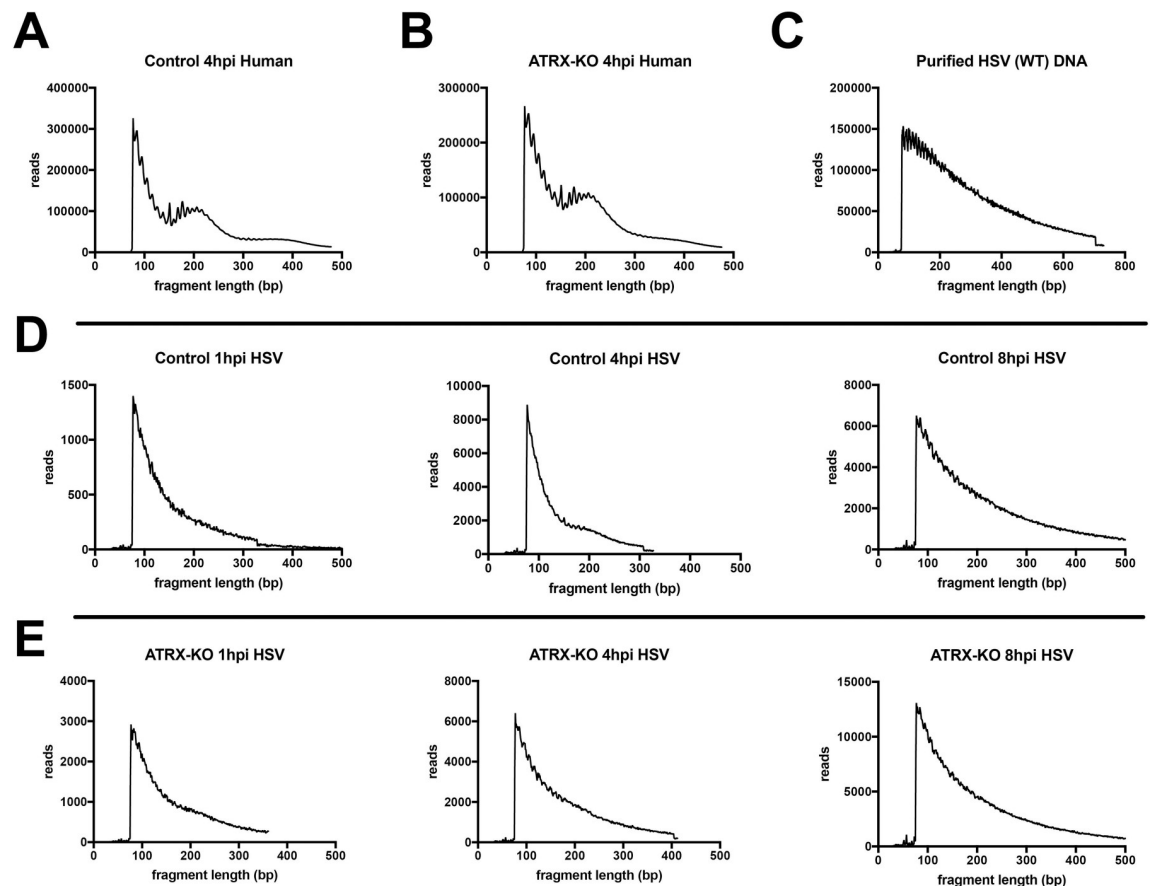 A
B
C
Control 4hpi Human
ATRX-KO 4hpi Human
Purified HSV (WT) DNA
400000
300000
200000
100000
0
reads
0 100 200 300 400 500
fragment length (bp)
300000
200000
100000
0
reads
0 100 200 300 400 500
fragment length (bp)
200000
150000
100000
50000
0
reads
0 200 400 600 800
fragment length (bp)
D
Control 1hpi HSV
Control 4hpi HSV
Control 8hpi HSV
1500
1000
500
0
reads
0 100 200 300 400 500
fragment length (bp)
10000
8000
6000
4000
2000
0
reads
0 100 200 300 400 500
fragment length (bp)
8000
6000
4000
2000
0
reads
0 100 200 300 400 500
fragment length (bp)
E
ATRX-KO 1hpi HSV
ATRX-KO 4hpi HSV
ATRX-KO 8hpi HSV
4000
3000
2000
1000
0
reads
0 100 200 300 400 500
fragment length (bp)
8000
6000
4000
2000
0
reads
0 100 200 300 400 500
fragment length (bp)
15000
10000
5000
0
reads
0 100 200 300 400 500
fragment length (bp)